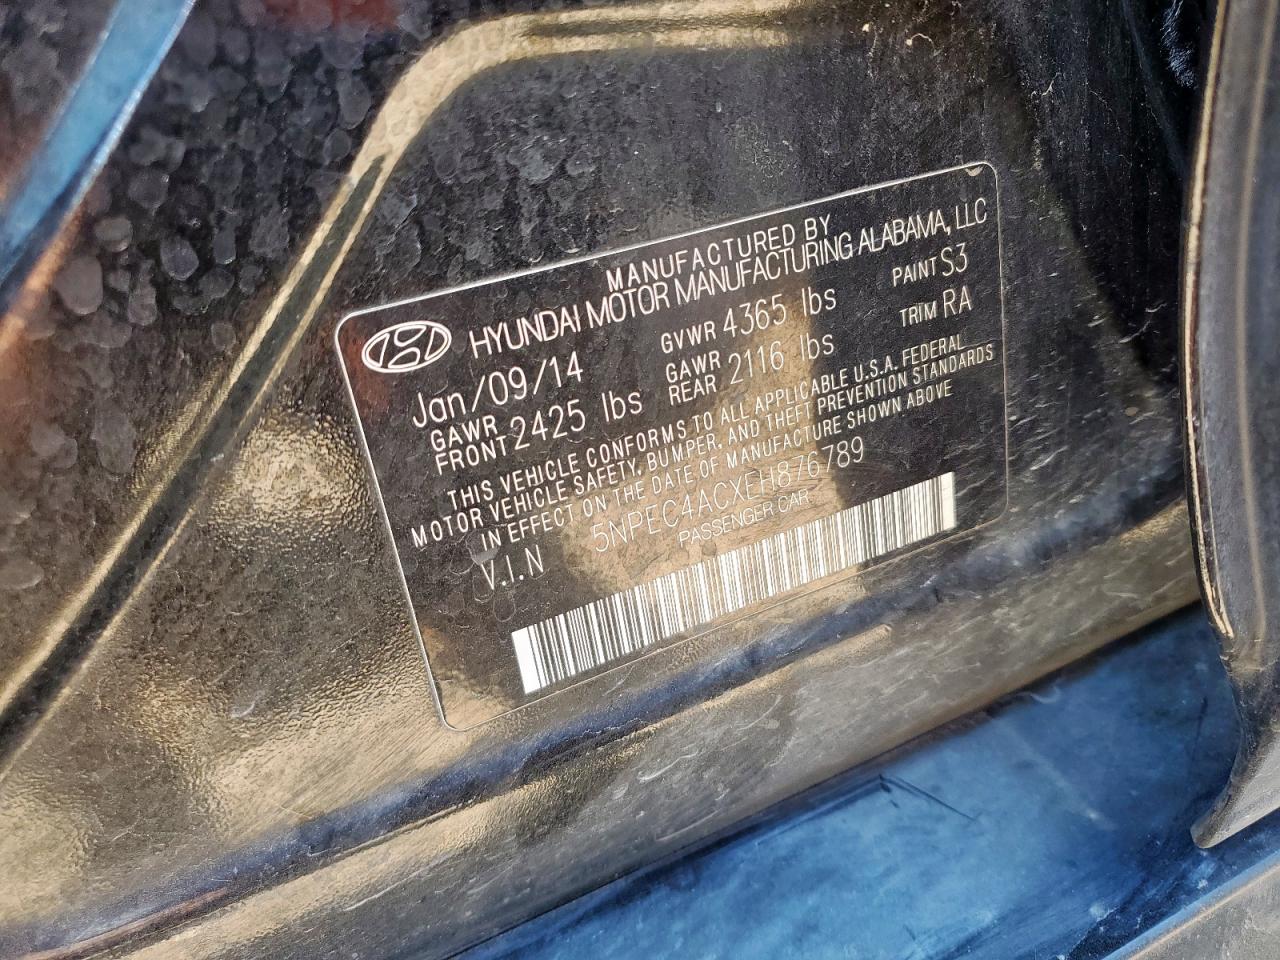 MANUFACTURED BY
HYUNDAI MOTOR MANUFACTURING ALABAMA, LLC
Jan/09/14 GVWR 4365 lbs PAINT S3
GAWR FRONT 2425 lbs GAWR REAR 2116 lbs TRIM RA
THIS VEHICLE CONFORMS TO ALL APPLICABLE U.S.A. FEDERAL
MOTOR VEHICLE SAFETY, BUMPER, AND THEFT PREVENTION STANDARDS
IN EFFECT ON THE DATE OF MANUFACTURE SHOWN ABOVE
V.I.N 5NPEC4ACXEH876789
PASSENGER CAR